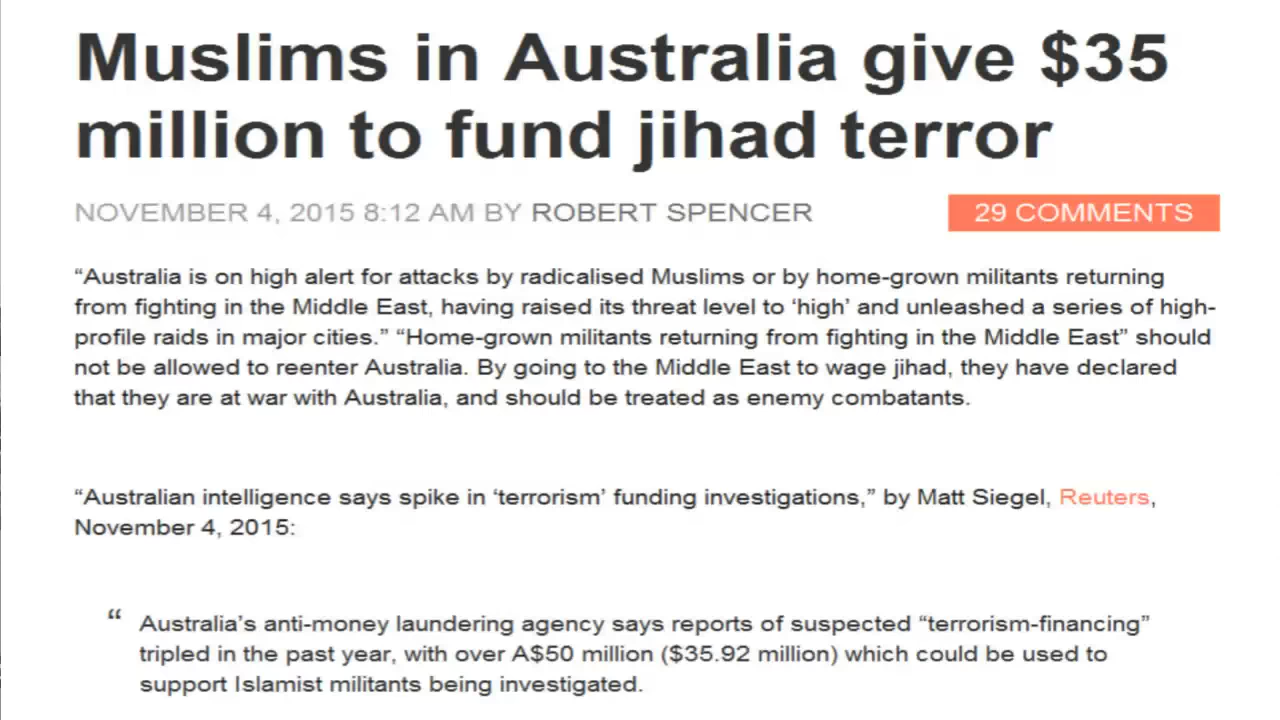 Muslims in Australia give $35
million to fund jihad terror
NOVEMBER 4, 2015 8:12 AM BY ROBERT SPENCER
29 COMMENTS
“Australia is on high alert for attacks by radicalised Muslims or by home-grown militants returning
from fighting in the Middle East, having raised its threat level to ‘high’ and unleashed a series of high-
profile raids in major cities.” “Home-grown militants returning from fighting in the Middle East” should
not be allowed to reenter Australia. By going to the Middle East to wage jihad, they have declared
that they are at war with Australia, and should be treated as enemy combatants.
“Australian intelligence says spike in ‘terrorism’ funding investigations,” by Matt Siegel, Reuters,
November 4, 2015:
“ Australia’s anti-money laundering agency says reports of suspected “terrorism-financing”
tripled in the past year, with over A$50 million ($35.92 million) which could be used to
support Islamist militants being investigated.